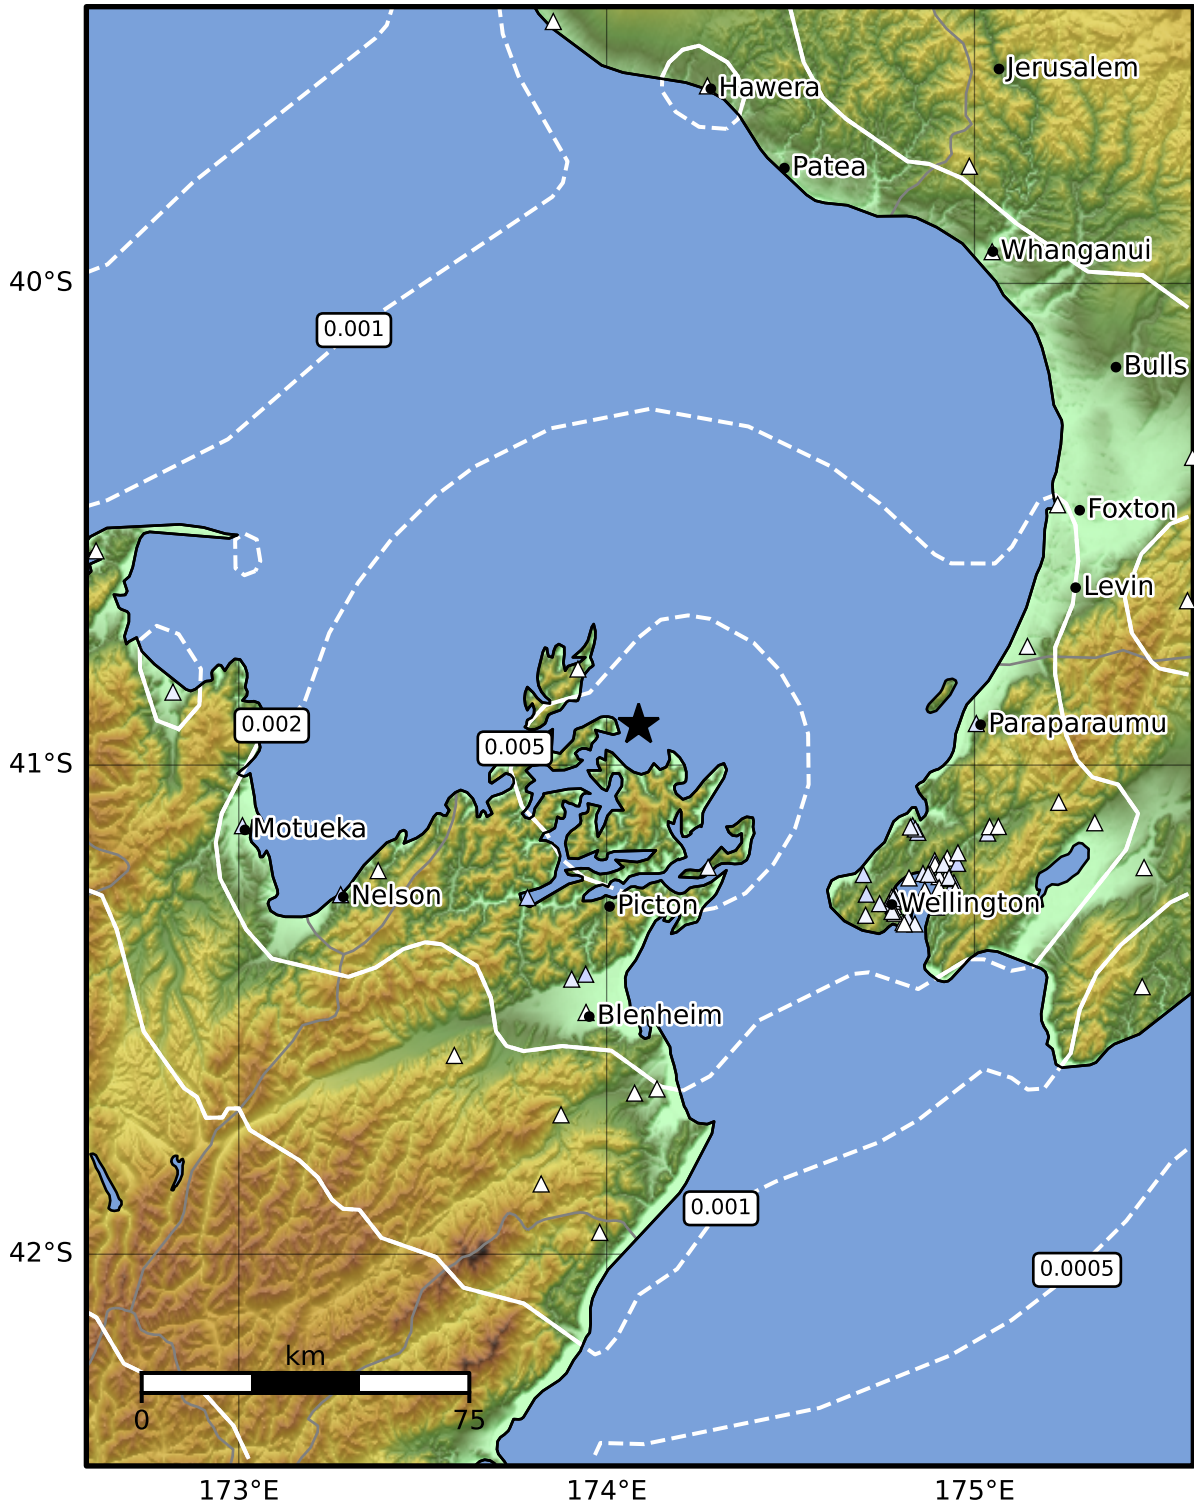 Jerusalem
Hawera
Patea
Whanganui
40°S
0.001
Bulls
Foxton
Levin
0.002
Paraparaumu
0.005
41°S
Motueka
Nelson
Wellington
Picton
Blenheim
0.001
42°S
0.0005
km
0 75
173°E 174°E 175°E